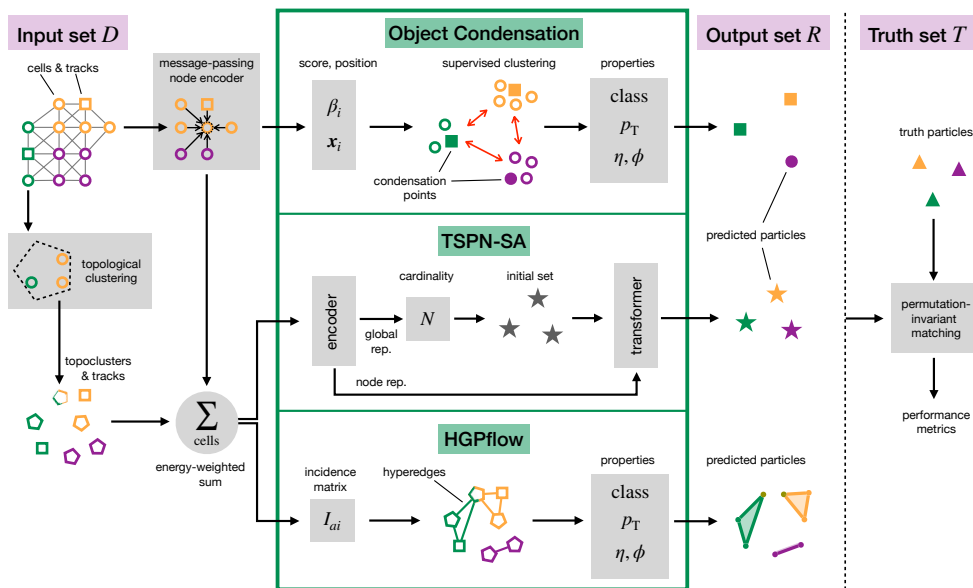 Input set D
cells & tracks
message-passing
node encoder
topological
clustering
topoclusters
& tracks
∑
cells
energy-weighted
sum
Object Condensation
score, position
βᵢ
xᵢ
supervised clustering
condensation
points
properties
class
p_T
η, ϕ
TSPN-SA
encoder
cardinality
N
global
rep.
initial set
transformer
node rep.
HGPflow
incidence
matrix
I_ai
hyperedges
properties
class
p_T
η, ϕ
Output set R
predicted particles
predicted particles
Truth set T
truth particles
permutation-
invariant
matching
performance
metrics